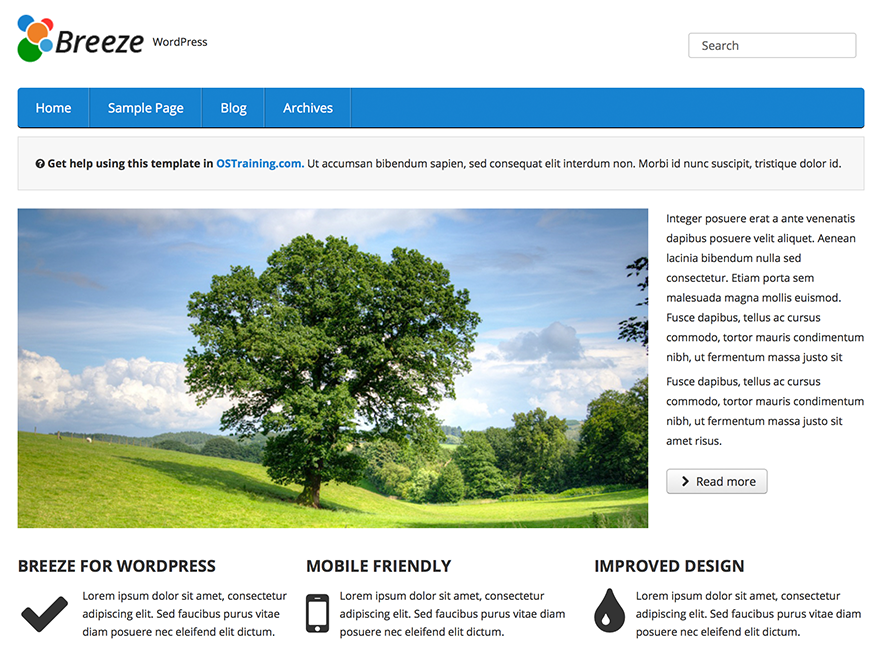 Breeze WordPress
Search
Home Sample Page Blog Archives
Get help using this template in OSTraining.com. Ut accumsan bibendum sapien, sed consequat elit interdum non. Morbi id nunc suscipit, tristique dolor id.
Integer posuere erat a ante venenatis
dapibus posuere velit aliquet. Aenean
lacinia bibendum nulla sed
consectetur. Etiam porta sem
malesuada magna mollis euismod.
Fusce dapibus, tellus ac cursus
commodo, tortor mauris condimentum
nibh, ut fermentum massa justo sit
Fusce dapibus, tellus ac cursus
commodo, tortor mauris condimentum
nibh, ut fermentum massa justo sit
amet risus.
Read more
BREEZE FOR WORDPRESS
Lorem ipsum dolor sit amet, consectetur
adipiscing elit. Sed faucibus purus vitae
diam posuere nec eleifend elit dictum.
MOBILE FRIENDLY
Lorem ipsum dolor sit amet, consectetur
adipiscing elit. Sed faucibus purus vitae
posuere nec eleifend elit dictum.
IMPROVED DESIGN
Lorem ipsum dolor sit amet, consectetur
adipiscing elit. Sed faucibus purus vitae
diam posuere nec eleifend elit dictum.